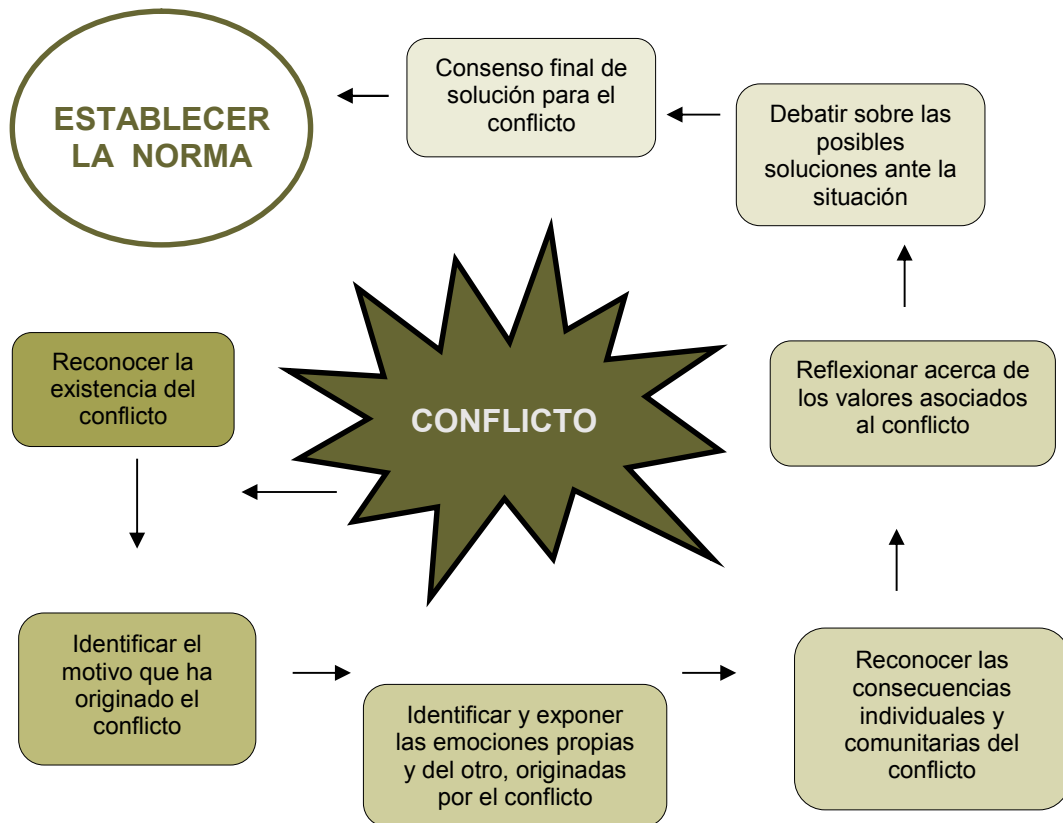 ESTABLECER
LA NORMA
Consenso final de
solución para el
conflicto
Debatir sobre las
posibles
soluciones ante la
situación
Reconocer la
existencia del
conflicto
CONFLICTO
Reflexionar acerca de
los valores asociados
al conflicto
Identificar el
motivo que ha
originado el
conflicto
Identificar y exponer
las emociones propias
y del otro, originadas
por el conflicto
Reconocer las
consecuencias
individuales y
comunitarias del
conflicto